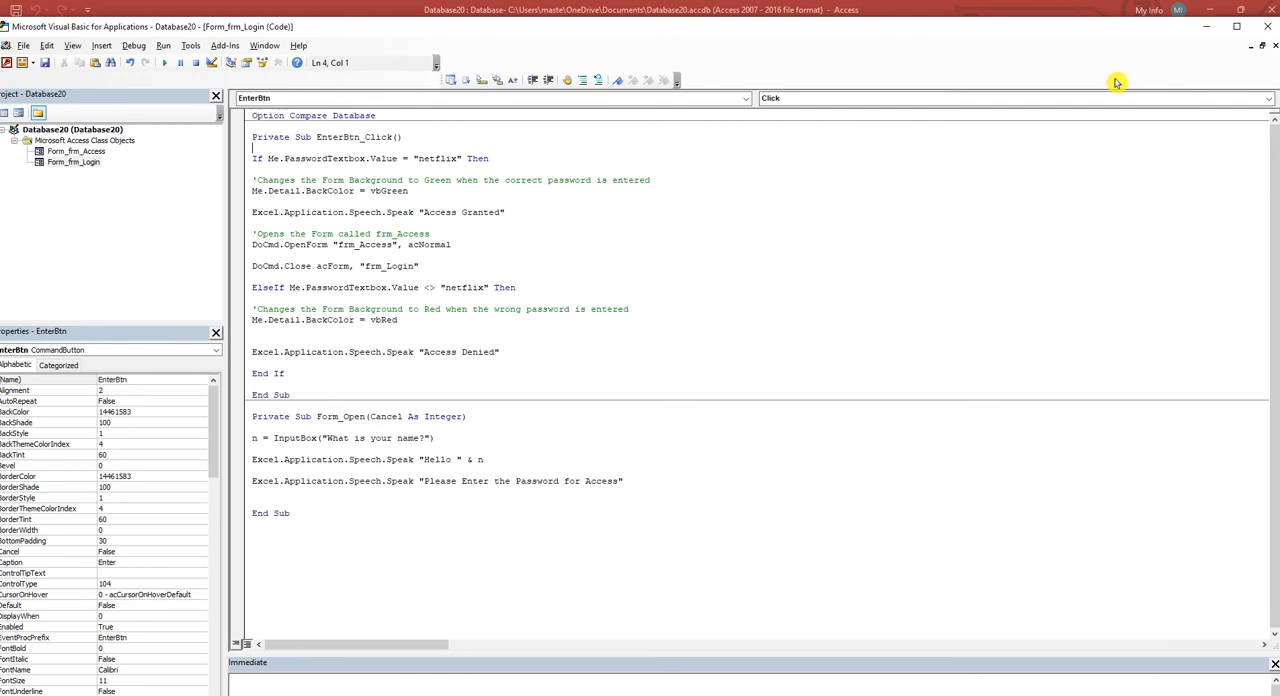 Database20 : Database- C:\Users\maste\OneDrive\Documents\Database20.accdb (Access 2007 - 2016 file format) - Access
My Info
MI
Microsoft Visual Basic for Applications - Database20 - [Form_frm_Login (Code)]
File Edit View Insert Debug Run Tools Add-Ins Window Help
Ln 4, Col 1
roject - Database20
EnterBtn
Click
Database20 (Database20)
Microsoft Access Class Objects
Form_frm_Access
Form_frm_Login
Option Compare Database
Private Sub EnterBtn_Click()
If Me.PasswordTextbox.Value = "netflix" Then
'Changes the Form Background to Green when the correct password is entered
Me.Detail.BackColor = vbGreen
Excel.Application.Speech.Speak "Access Granted"
'Opens the Form called frm_Access
DoCmd.OpenForm "frm_Access", acNormal
DoCmd.Close acForm, "frm_Login"
ElseIf Me.PasswordTextbox.Value <> "netflix" Then
'Changes the Form Background to Red when the wrong password is entered
Me.Detail.BackColor = vbRed
Excel.Application.Speech.Speak "Access Denied"
End If
End Sub
Private Sub Form_Open(Cancel As Integer)
n = InputBox("What is your name?")
Excel.Application.Speech.Speak "Hello " & n
Excel.Application.Speech.Speak "Please Enter the Password for Access"
End Sub
roperties - EnterBtn
nterBtn CommandButton
Alphabetic Categorized
(Name) EnterBtn
Alignment 2
AutoRepeat False
BackColor 14461583
BackShade 100
BackStyle 1
BackThemeColorIndex 4
BackTint 60
Bevel 0
BorderColor 14461583
BorderShade 100
BorderStyle 1
BorderThemeColorIndex 4
BorderTint 60
BorderWidth 0
BottomPadding 30
Cancel False
Caption Enter
ControlTipText
ControlType 104
CursorOnHover 0 - acCursorOnHoverDefault
Default False
DisplayWhen 0
Enabled True
EventProcPrefix EnterBtn
FontBold 0
FontItalic False
FontName Calibri
FontSize 11
FontUnderline False
Immediate